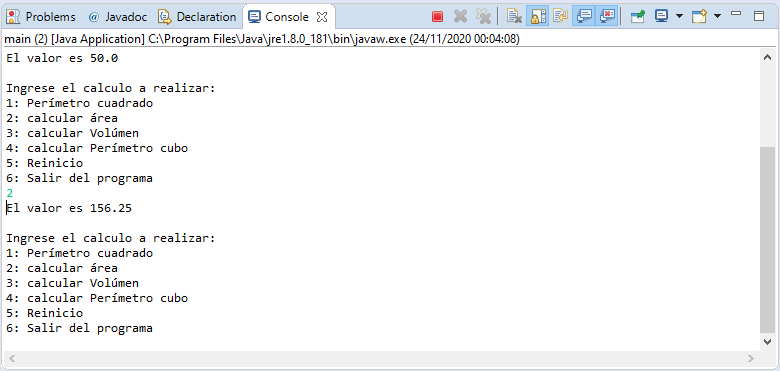 Problems @ Javadoc Declaration Console
main (2) [Java Application] C:\Program Files\Java\jre1.8.0_181\bin\javaw.exe (24/11/2020 00:04:08)
El valor es 50.0
Ingrese el calculo a realizar:
1: Perímetro cuadrado
2: calcular área
3: calcular Volúmen
4: calcular Perímetro cubo
5: Reinicio
6: Salir del programa
2
El valor es 156.25
Ingrese el calculo a realizar:
1: Perímetro cuadrado
2: calcular área
3: calcular Volúmen
4: calcular Perímetro cubo
5: Reinicio
6: Salir del programa